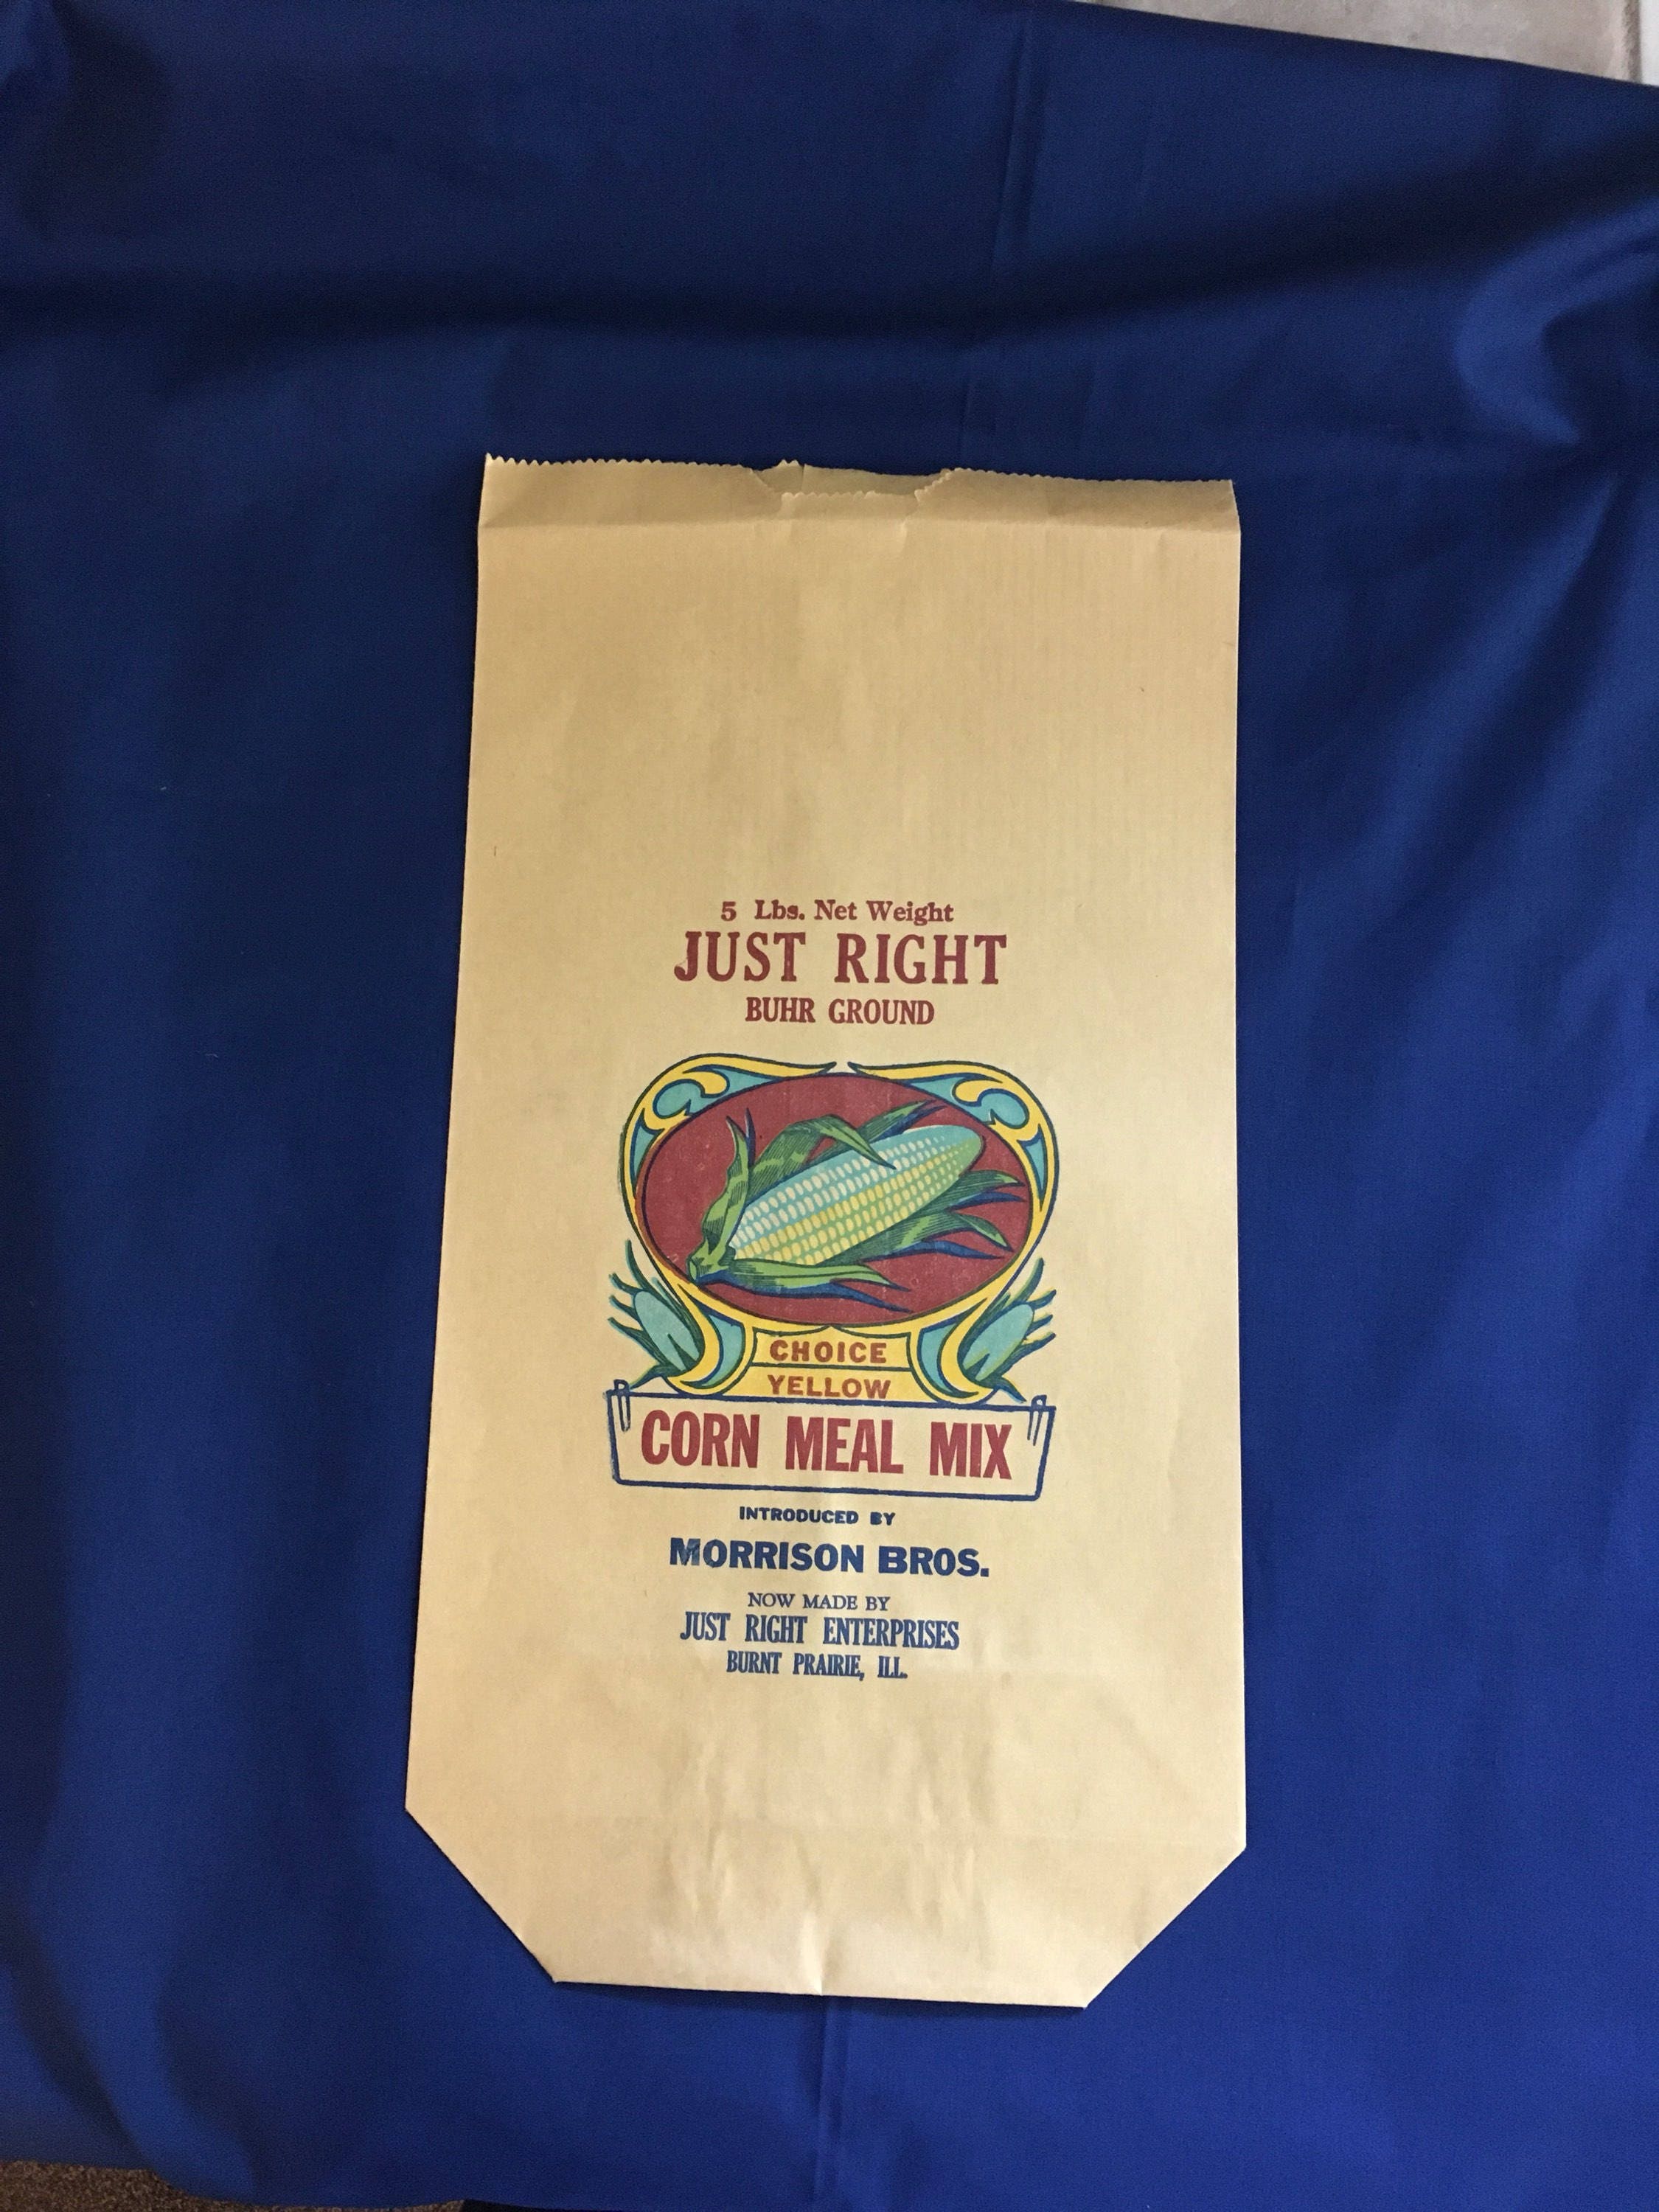 5 Lbs. Net Weight
JUST RIGHT
BUHR GROUND
CHOICE
YELLOW
CORN MEAL MIX
INTRODUCED BY
MORRISON BROS.
NOW MADE BY
JUST RIGHT ENTERPRISES
BURNT PRAIRIE, ILL.